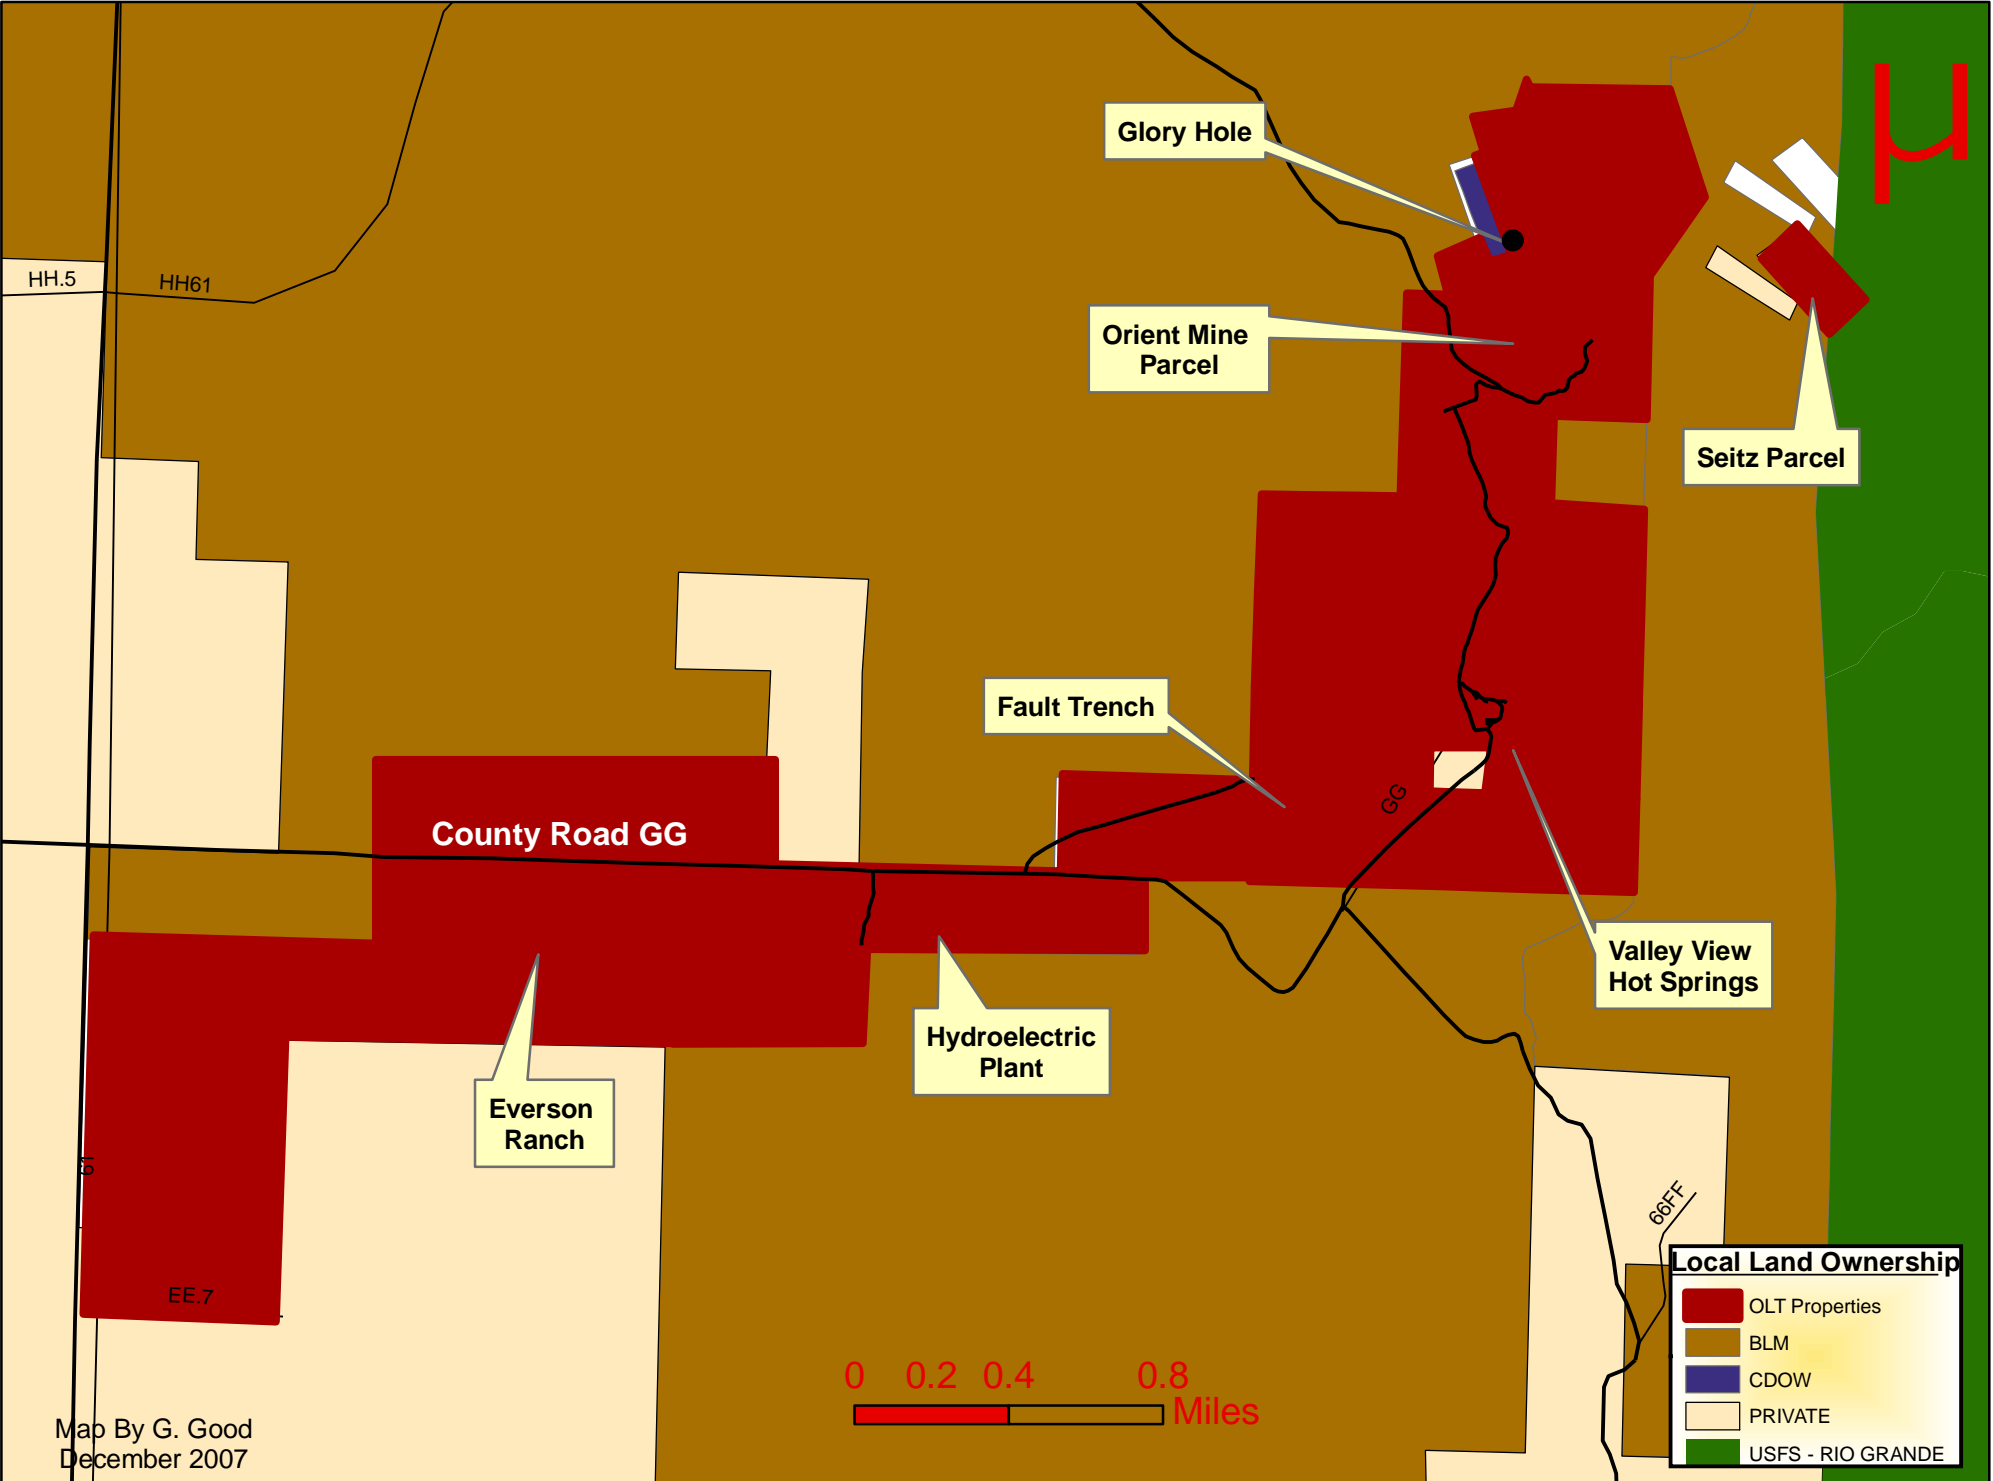 Glory Hole
HH.5
HH61
Orient Mine
Parcel
Seitz Parcel
Fault Trench
GG
County Road GG
Valley View
Hot Springs
Hydroelectric
Plant
Everson
Ranch
61
66FF
EE.7
Local Land Ownership
OLT Properties
BLM
CDOW
PRIVATE
USFS - RIO GRANDE
0 0.2 0.4 0.8
Miles
Map By G. Good
December 2007
µ